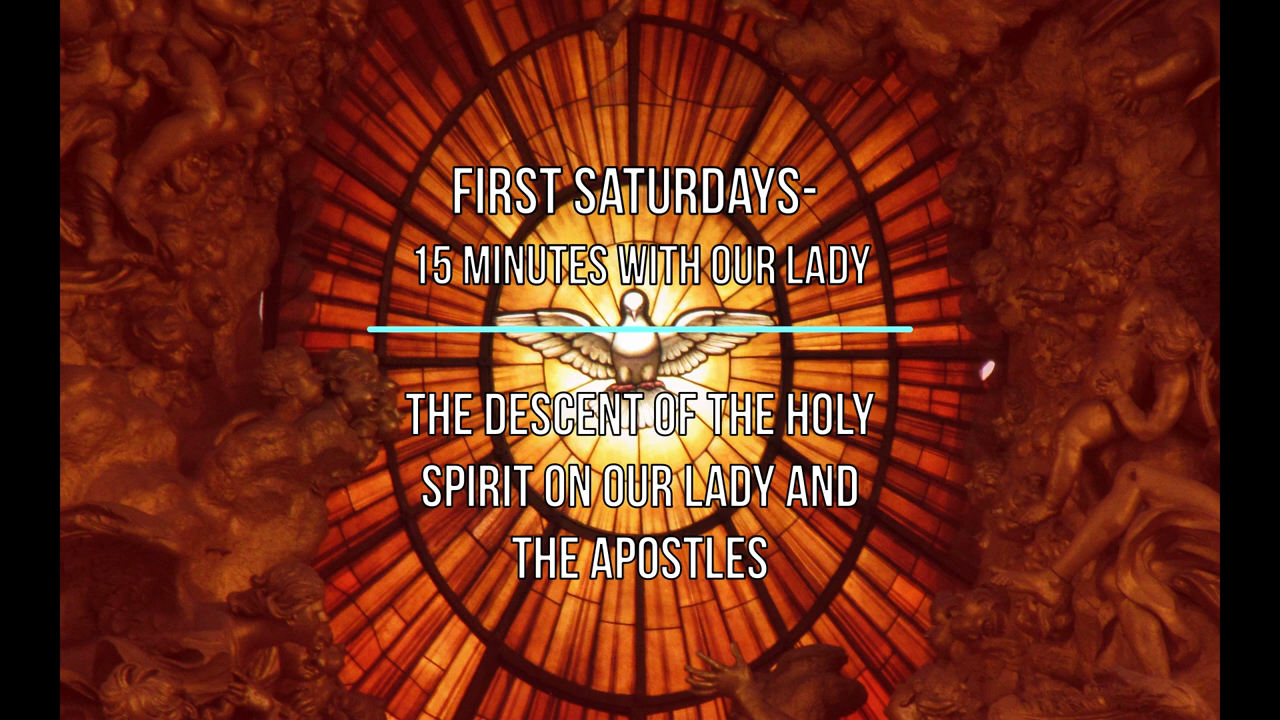 FIRST SATURDAYS-
15 MINUTES WITH OUR LADY
THE DESCENT OF THE HOLY
SPIRIT ON OUR LADY AND
THE APOSTLES